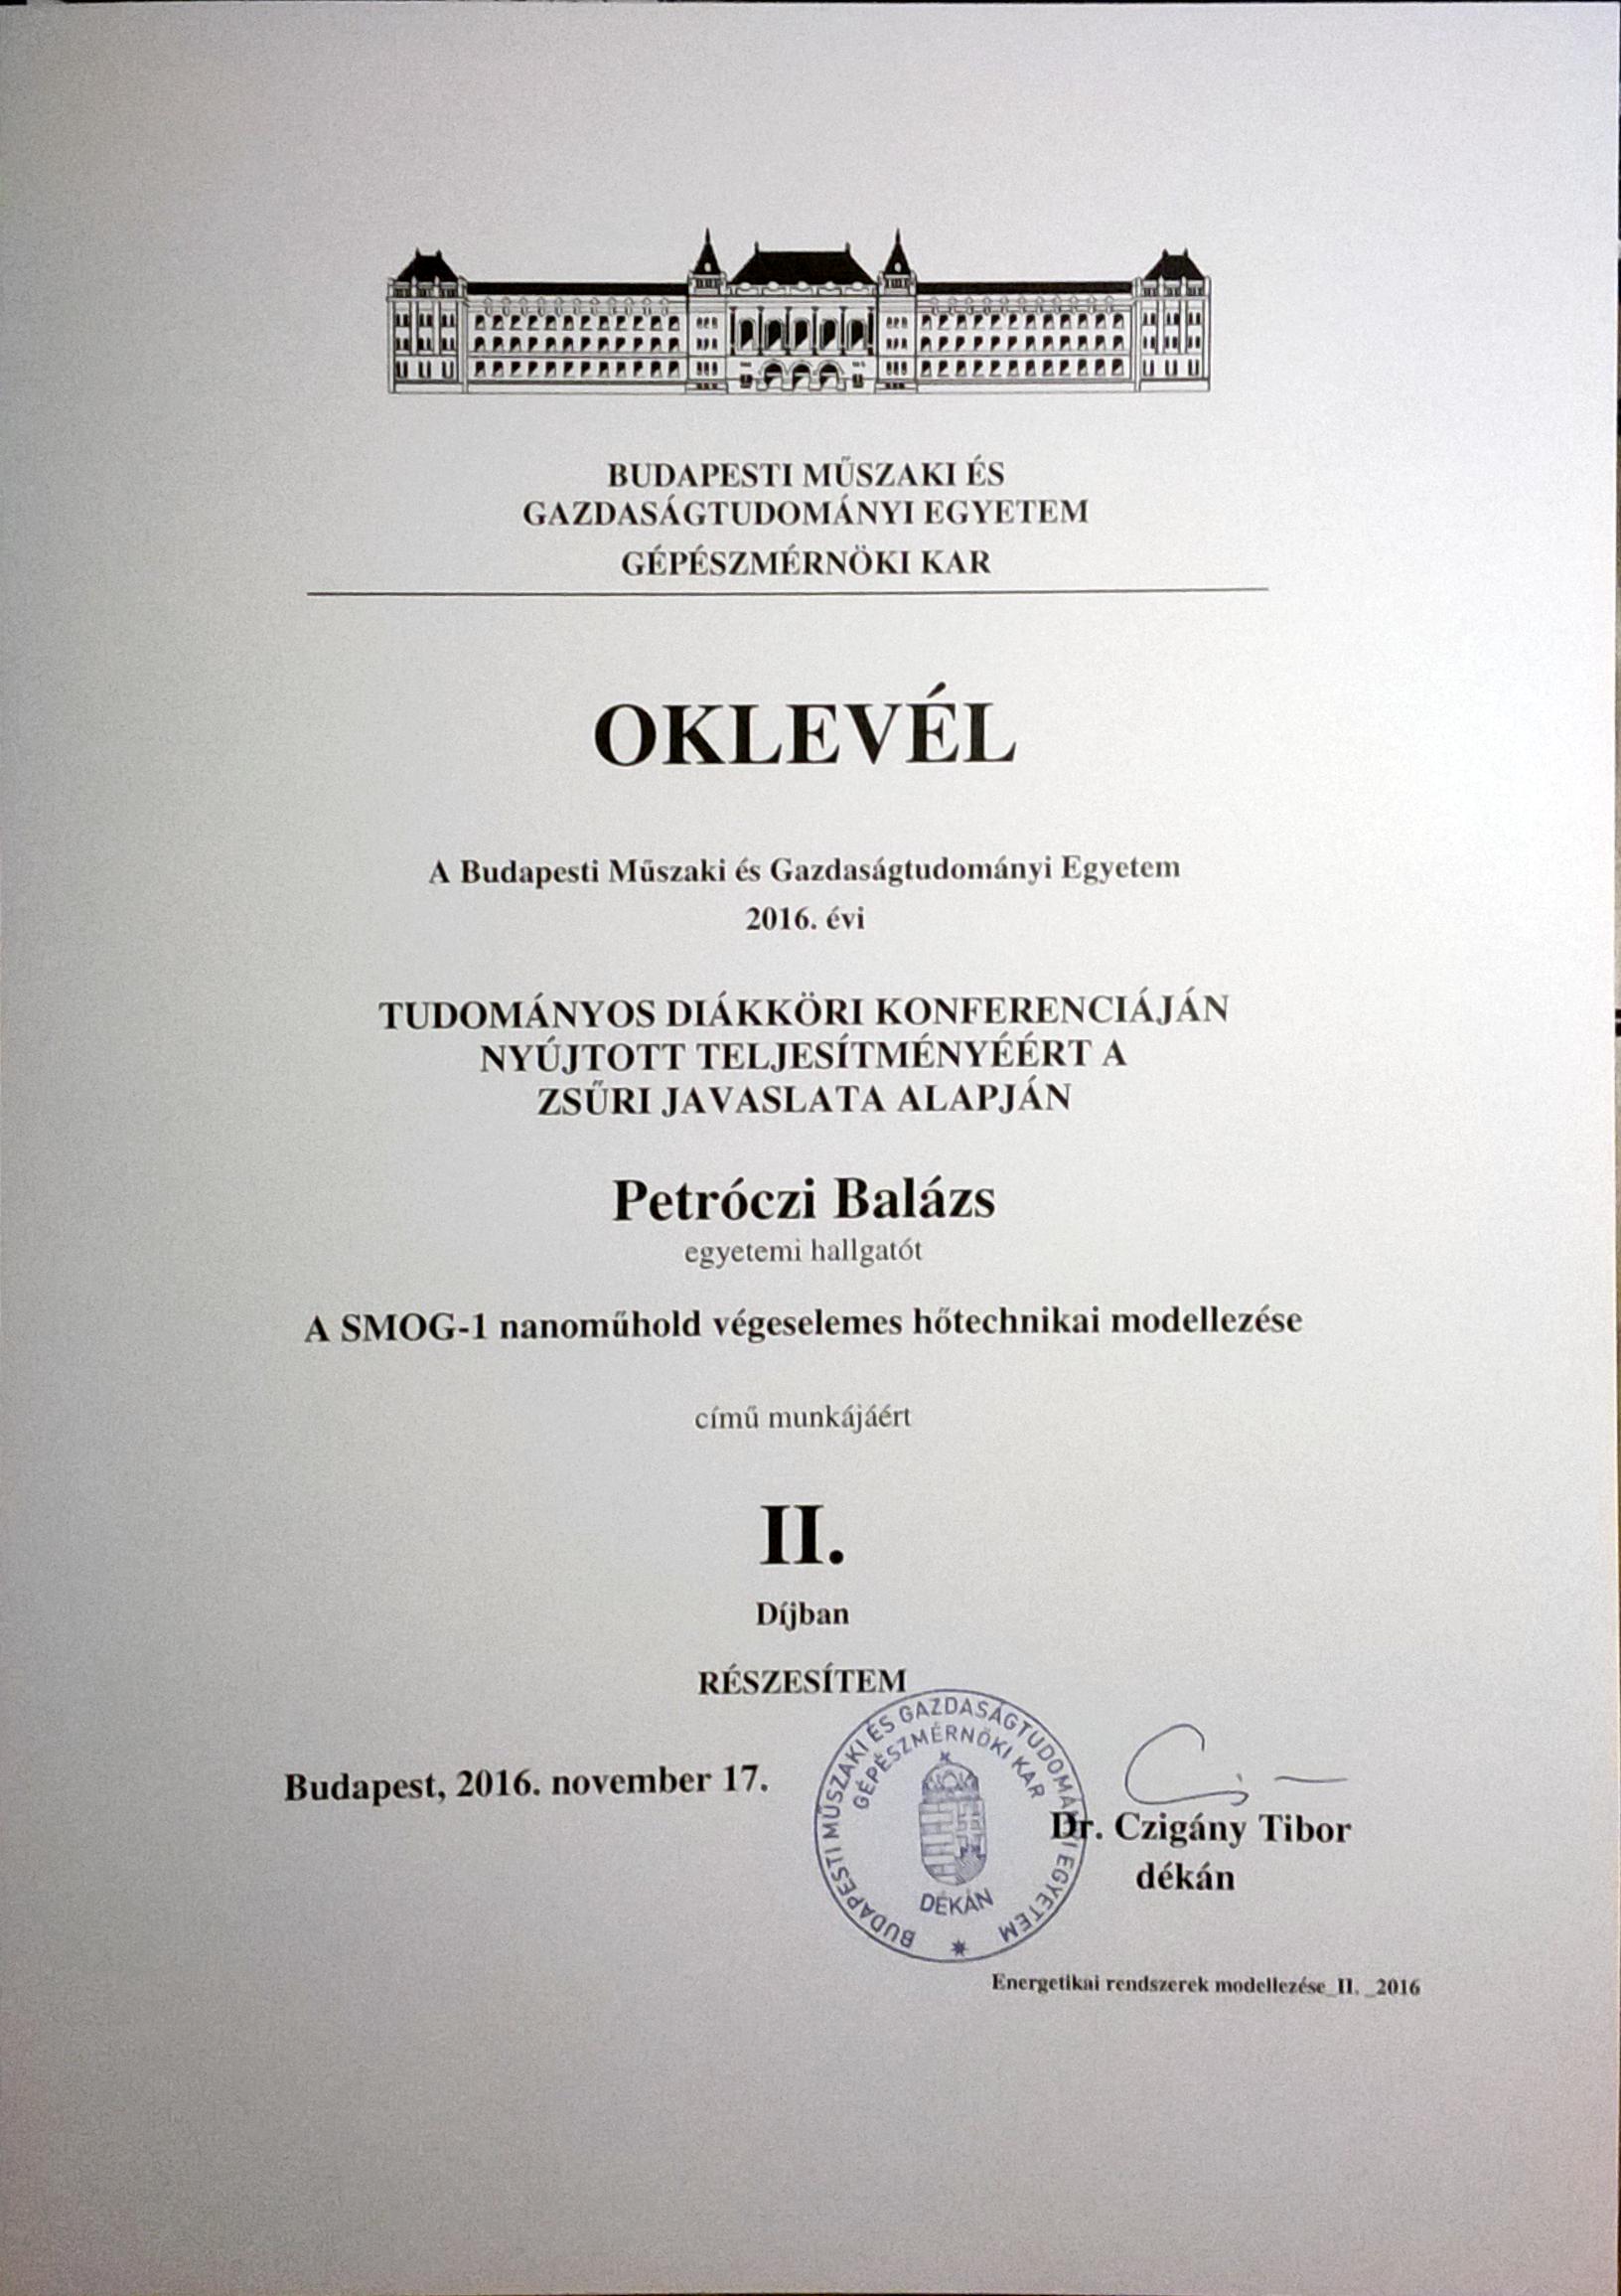 BUDAPESTI MŰSZAKI ÉS
GAZDASÁGTUDOMÁNYI EGYETEM
GÉPÉSZMÉRNÖKI KAR
OKLEVÉL
A Budapesti Műszaki és Gazdaságtudományi Egyetem
2016. évi
TUDOMÁNYOS DIÁKKÖRI KONFERENCIÁJÁN
NYÚJTOTT TELJESÍTMÉNYÉÉRT A
ZSŰRI JAVASLATA ALAPJÁN
Petróczi Balázs
egyetemi hallgatót
A SMOG-1 nanoműhold végeselemes hőtechnikai modellezése
című munkájáért
II.
Díjban
RÉSZESÍTEM
Budapest, 2016. november 17.
BUDAPESTI MŰSZAKI ÉS GAZDASÁGTUDOMÁNYI EGYETEM
GÉPÉSZMÉRNÖKI KAR
DÉKÁN
Dr. Czigány Tibor
dékán
Energetikai rendszerek modellezése_II. _2016